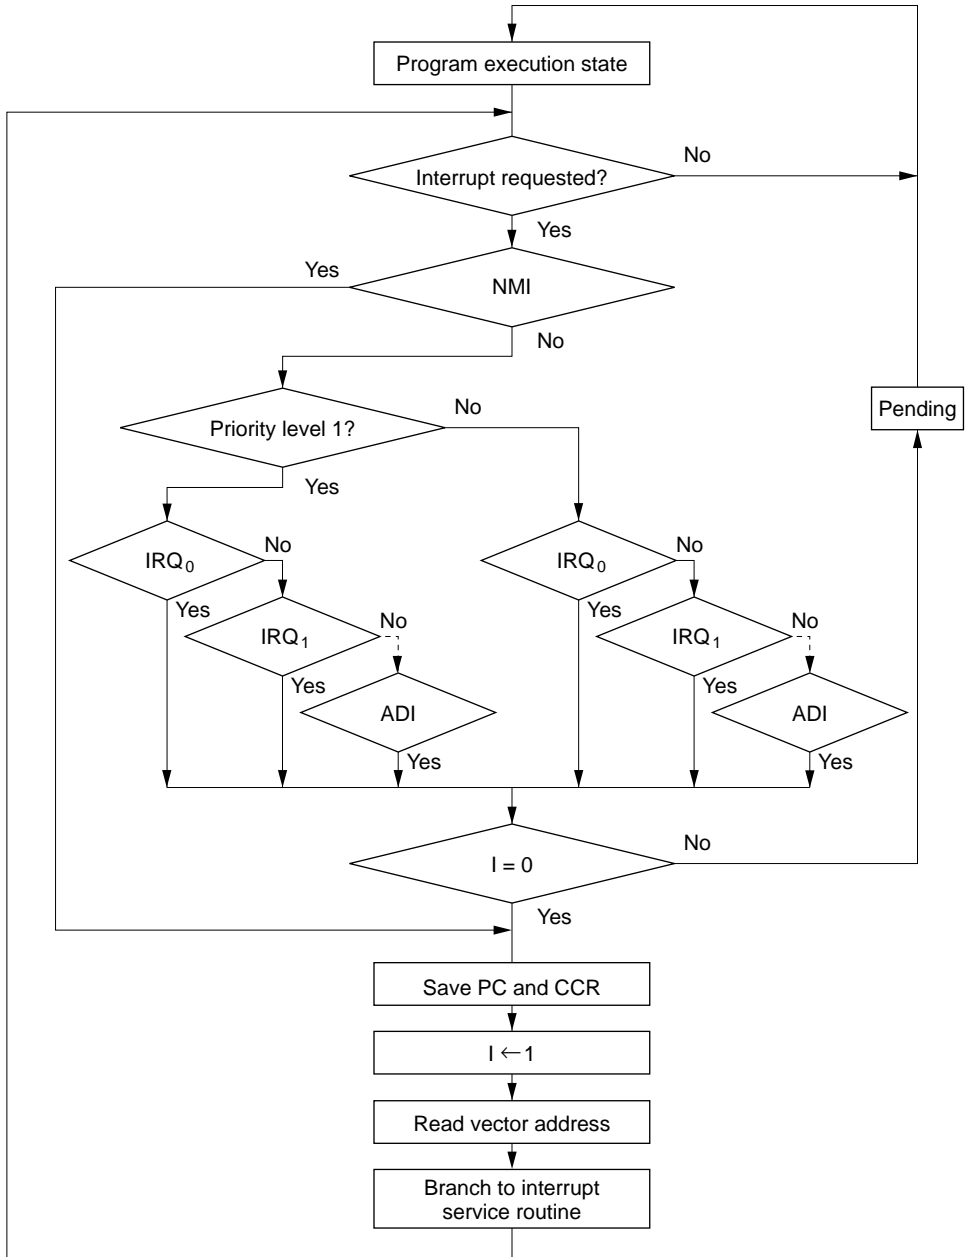 Program execution state
No
Interrupt requested?
Yes
Yes
NMI
No
Pending
No
Priority level 1?
Yes
IRQ0
No
IRQ0
No
Yes
Yes
IRQ1
No
IRQ1
No
Yes
Yes
ADI
ADI
Yes
Yes
No
I = 0
Yes
Save PC and CCR
I ←1
Read vector address
Branch to interrupt
service routine